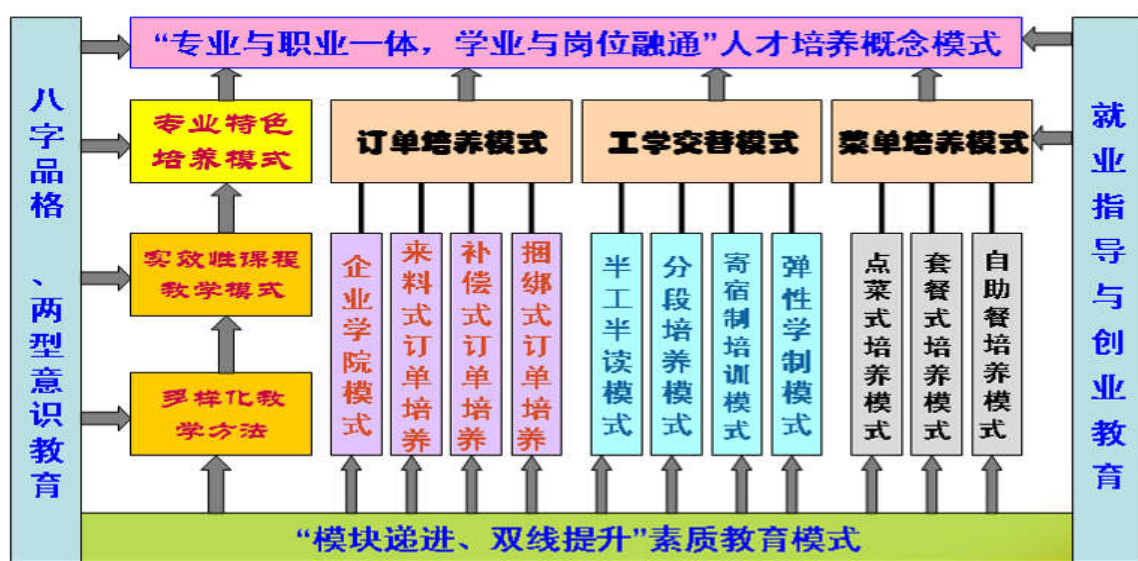 “专业与职业一体，学业与岗位融通”人才培养概念模式
八字品格、两型意识教育
就业指导与创业教育
专业特色
培养模式
订单培养模式
工学交替模式
菜单培养模式
实效性课程
教学模式
多样化教
学方法
企业学院模式
来料式订单培养
补偿式订单培养
捆绑式订单培养
半工半读模式
分段培养模式
寄宿制培训模式
弹性学制模式
点菜式培养模式
套餐式培养模式
自助餐培养模式
“模块递进、双线提升”素质教育模式